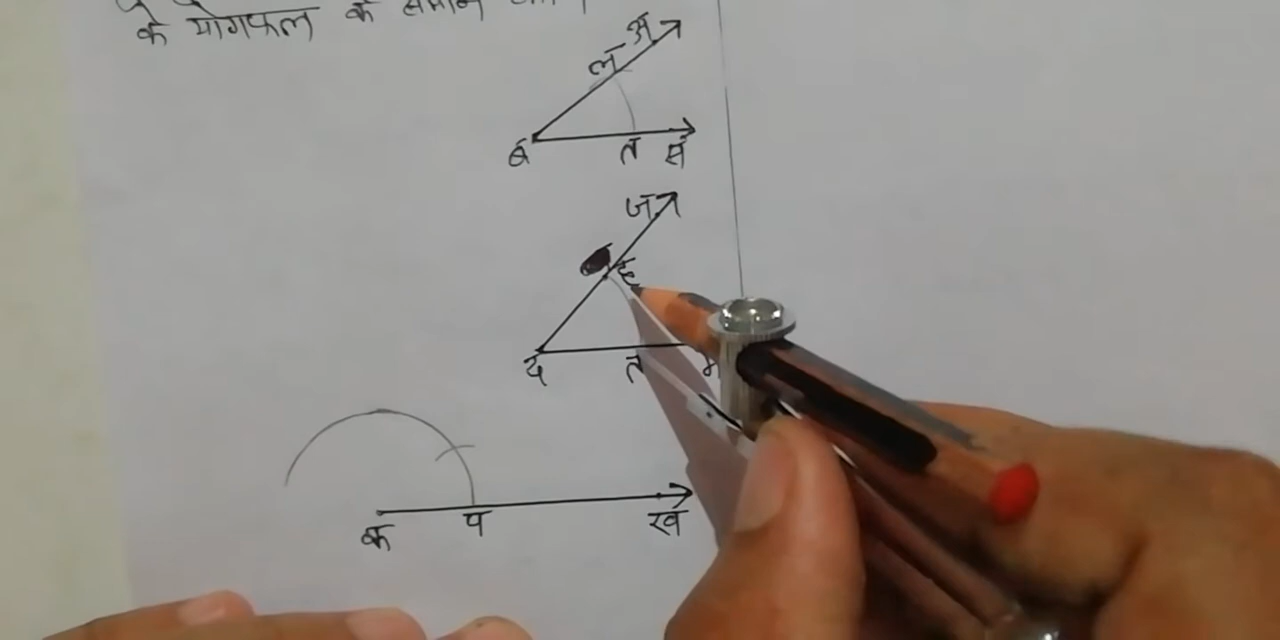 के योगफल के समान
अ
ल
ब त स
ज
ह
द त म
क प ख